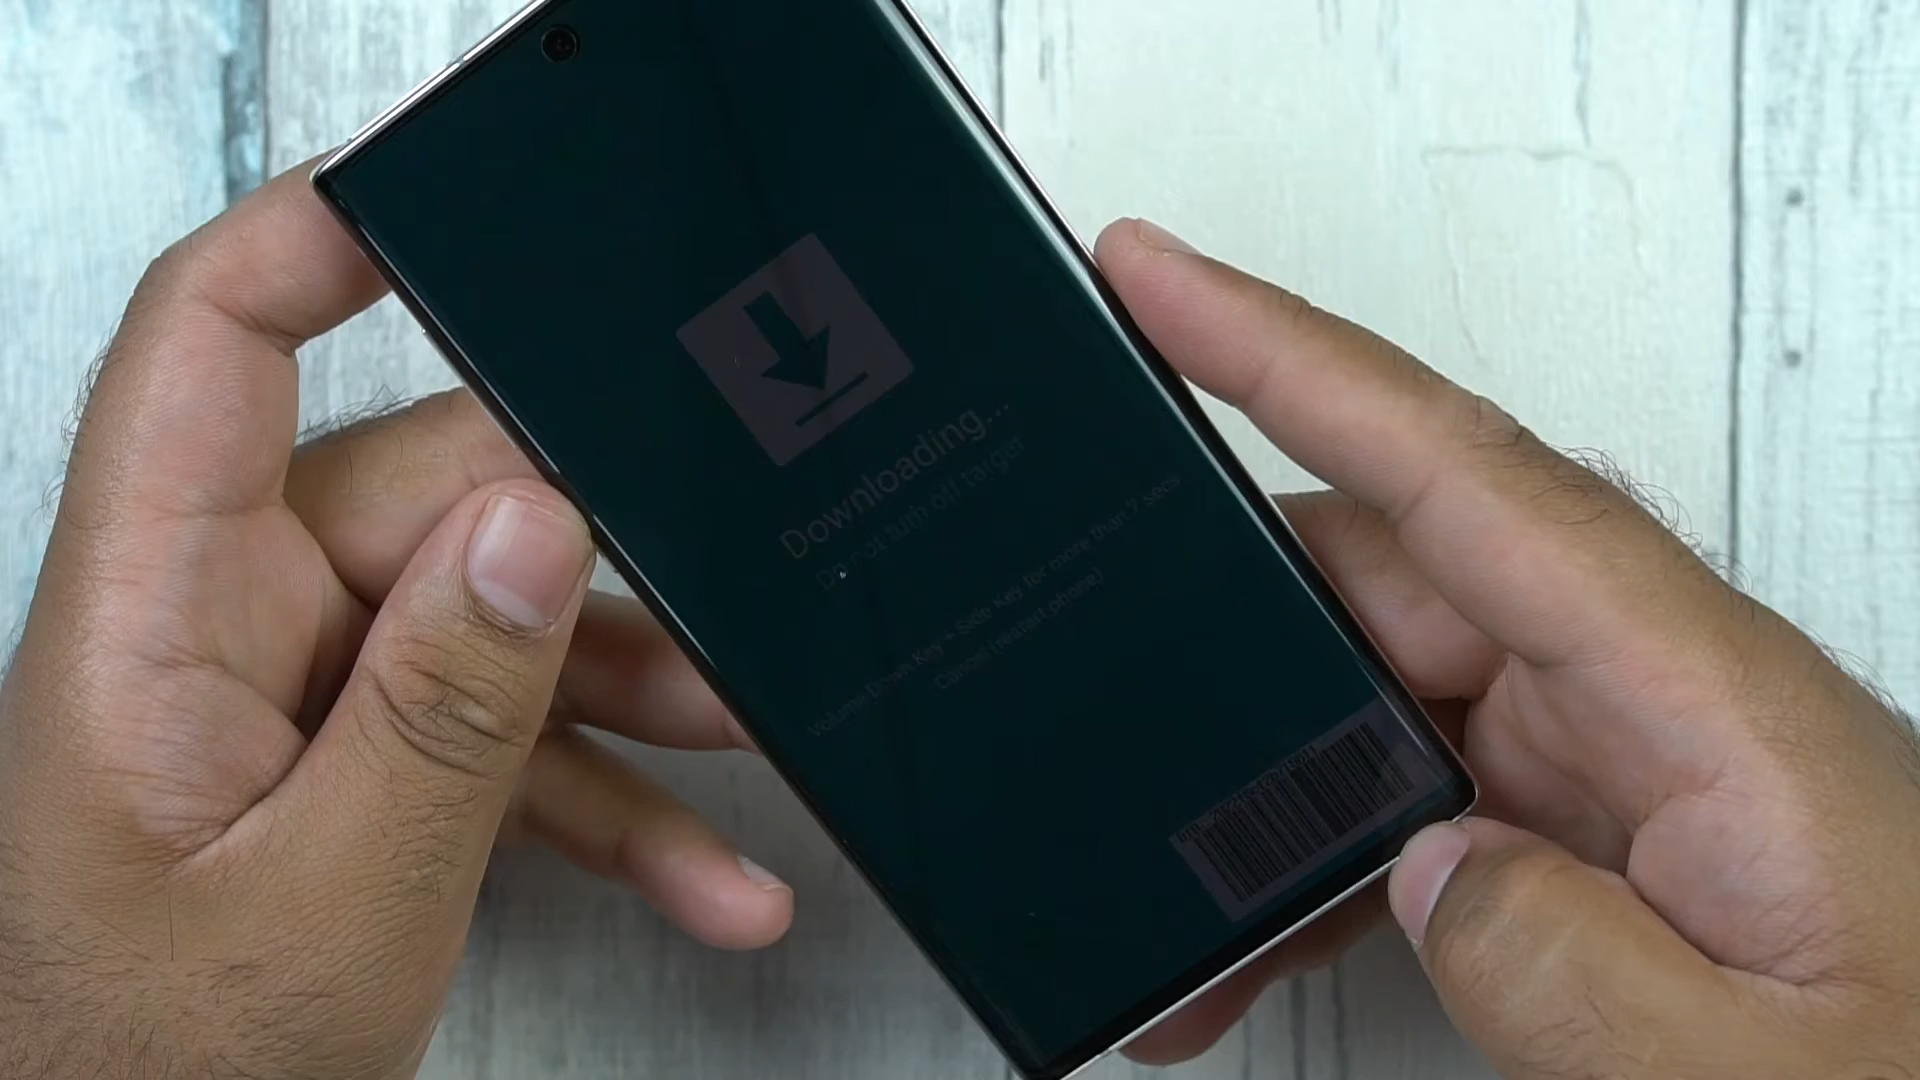 Downloading...
Do not turn off target
Volume Down Key + Side Key for more than 7 secs
Cancel (restart phone)